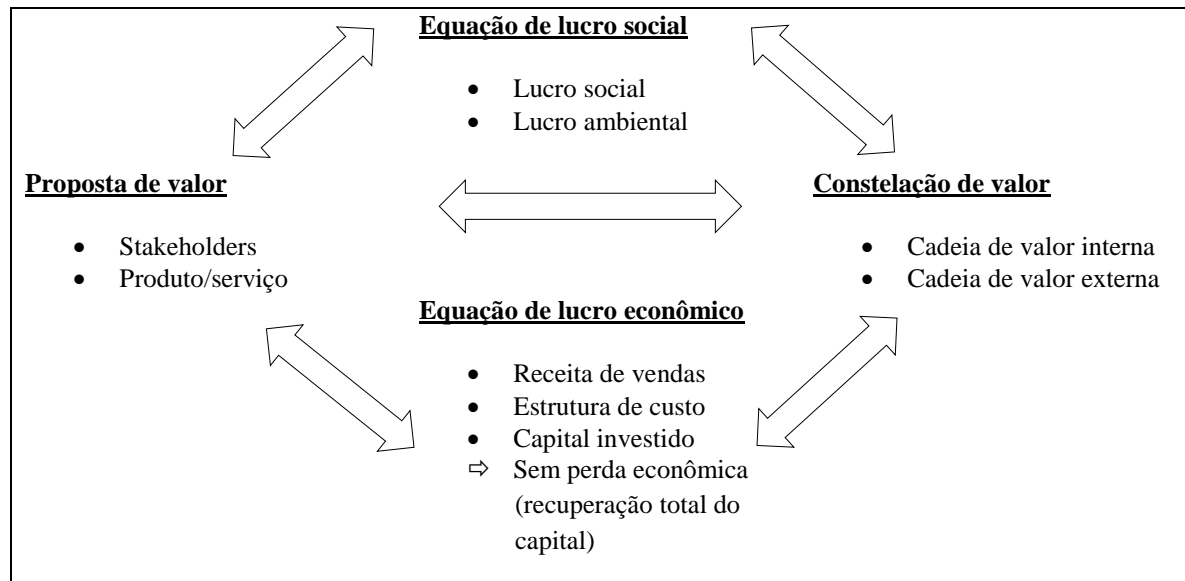 Equação de lucro social
• Lucro social
• Lucro ambiental
Proposta de valor
• Stakeholders
• Produto/serviço
Constelação de valor
• Cadeia de valor interna
• Cadeia de valor externa
Equação de lucro econômico
• Receita de vendas
• Estrutura de custo
• Capital investido
⇨ Sem perda econômica
(recuperação total do
capital)